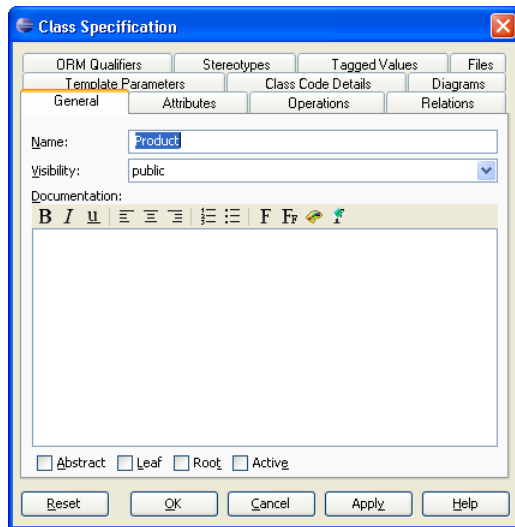 Class Specification
ORM Qualifiers Stereotypes Tagged Values Files
Template Parameters Class Code Details Diagrams
General Attributes Operations Relations
Name: Product
Visibility: public
Documentation:
B I u F FF
Abstract Leaf Root Active
Reset OK Cancel Apply Help